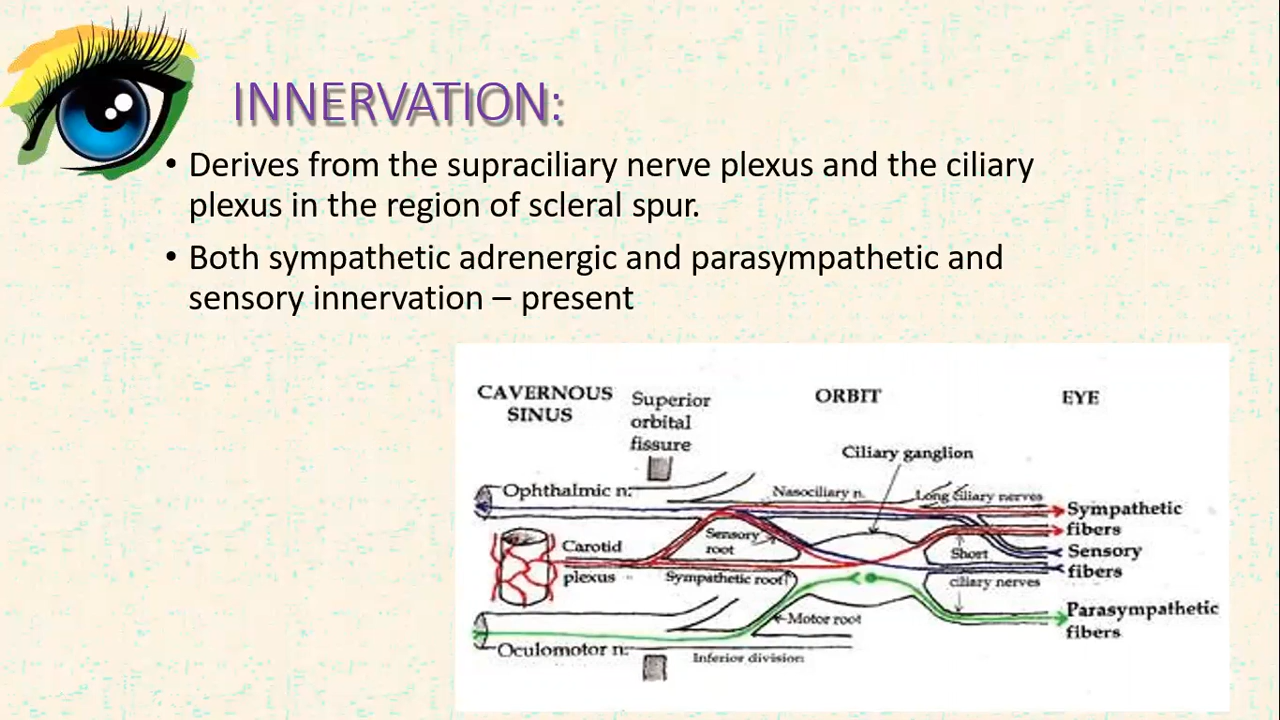 INNERVATION:
• Derives from the supraciliary nerve plexus and the ciliary
plexus in the region of scleral spur.
• Both sympathetic adrenergic and parasympathetic and
sensory innervation – present
CAVERNOUS
SINUS
Superior
orbital
fissure
ORBIT
EYE
Ciliary ganglion
Ophthalmic n.
Nasociliary n.
Long ciliary nerves
Sympathetic
fibers
Sensory
root
Carotid
plexus
Short
ciliary nerves
Sensory
fibers
Sympathetic root
Motor root
Parasympathetic
fibers
Oculomotor n.
Inferior division